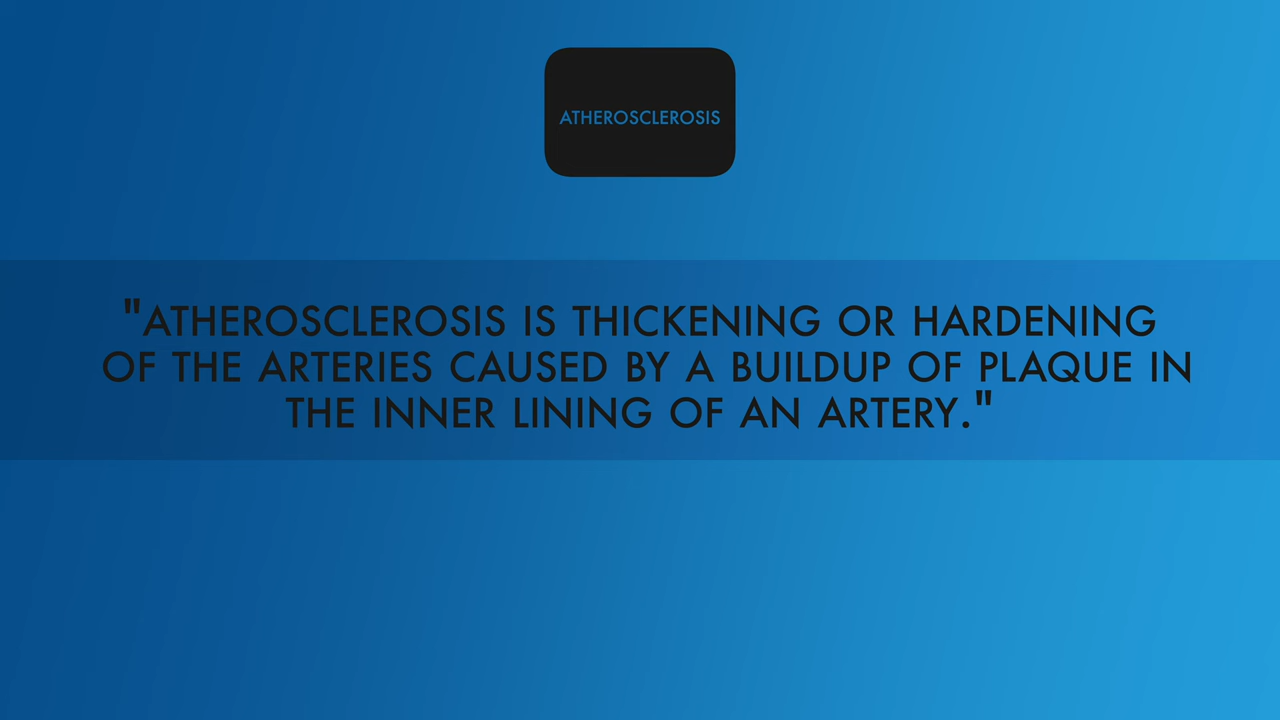 ATHEROSCLEROSIS
"ATHEROSCLEROSIS IS THICKENING OR HARDENING
OF THE ARTERIES CAUSED BY A BUILDUP OF PLAQUE IN
THE INNER LINING OF AN ARTERY."